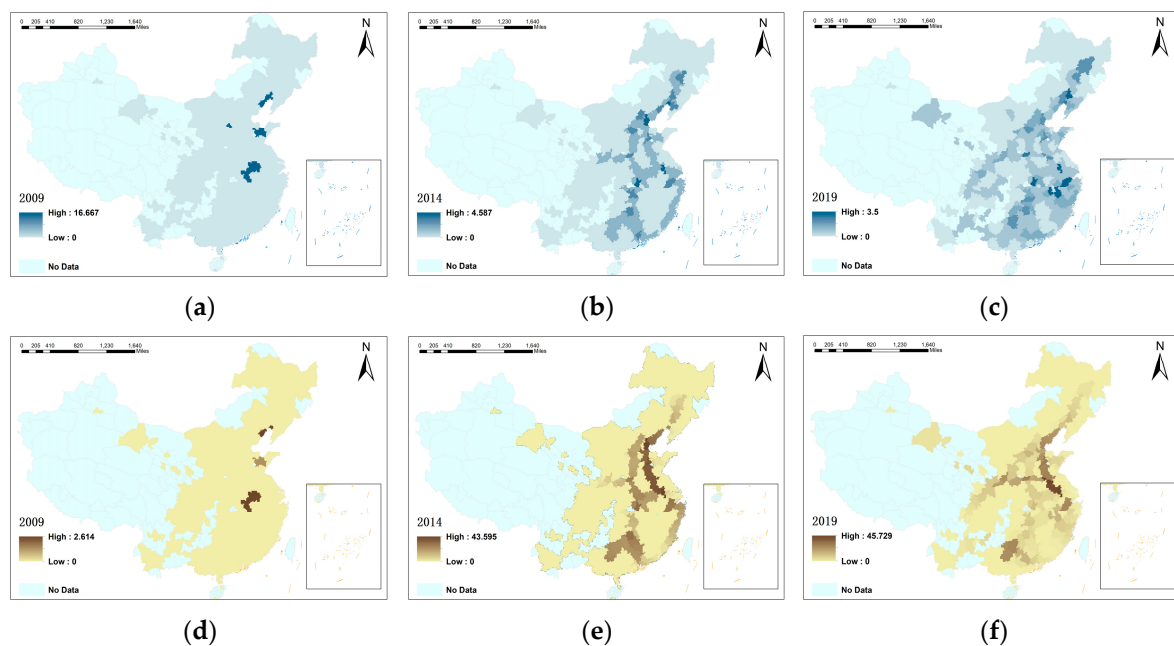 0 205 410 820 1,230 1,640
Miles
N
2009
High : 16.667
Low : 0
No Data
(a)
0 205 410 820 1,230 1,640
Miles
N
2014
High : 4.587
Low : 0
No Data
(b)
0 205 410 820 1,230 1,640
Miles
N
2019
High : 3.5
Low : 0
No Data
(c)
0 205 410 820 1,230 1,640
Miles
N
2009
High : 2.614
Low : 0
No Data
(d)
0 205 410 820 1,230 1,640
Miles
N
2014
High : 43.595
Low : 0
No Data
(e)
0 205 410 820 1,230 1,640
Miles
N
2019
High : 45.729
Low : 0
No Data
(f)